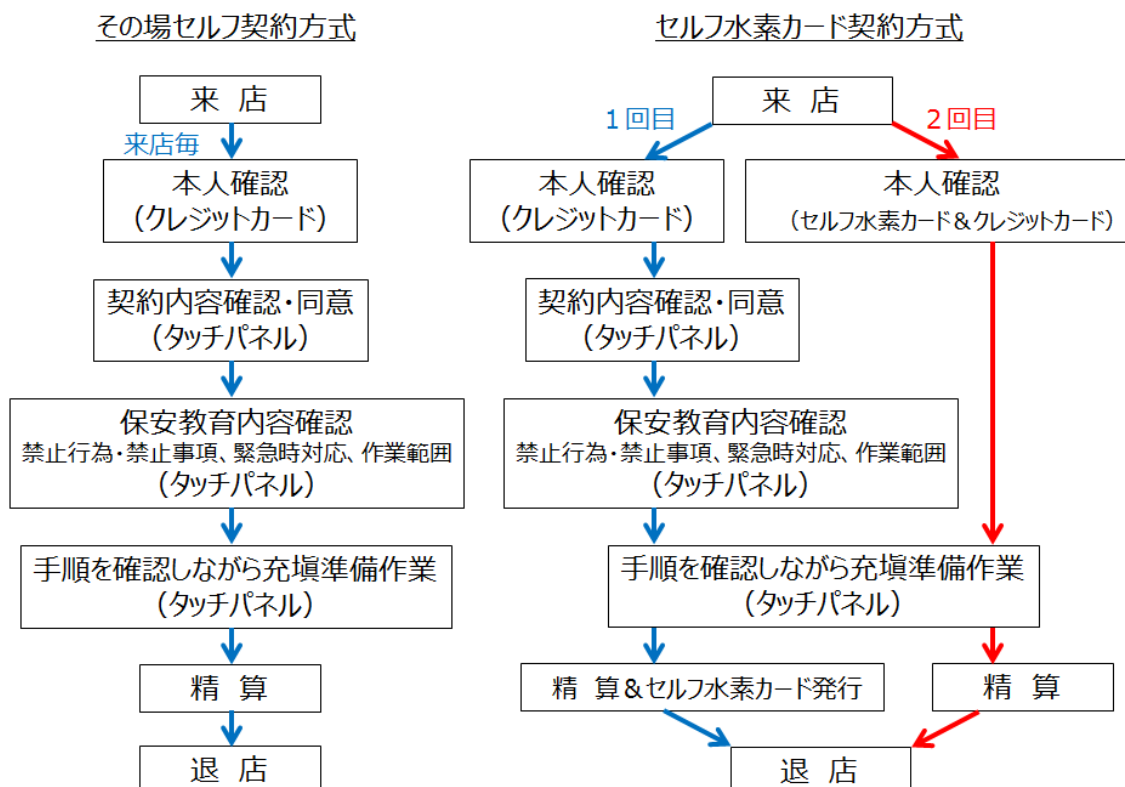 その場セルフ契約方式
来 店
来店毎
本人確認
（クレジットカード）
契約内容確認・同意
（タッチパネル）
保安教育内容確認
禁止行為・禁止事項、緊急時対応、作業範囲
（タッチパネル）
手順を確認しながら充塡準備作業
（タッチパネル）
精 算
退 店
セルフ水素カード契約方式
来 店
１回目
２回目
本人確認
（クレジットカード）
本人確認
（セルフ水素カード＆クレジットカード）
契約内容確認・同意
（タッチパネル）
保安教育内容確認
禁止行為・禁止事項、緊急時対応、作業範囲
（タッチパネル）
手順を確認しながら充塡準備作業
（タッチパネル）
精 算＆セルフ水素カード発行
精 算
退 店